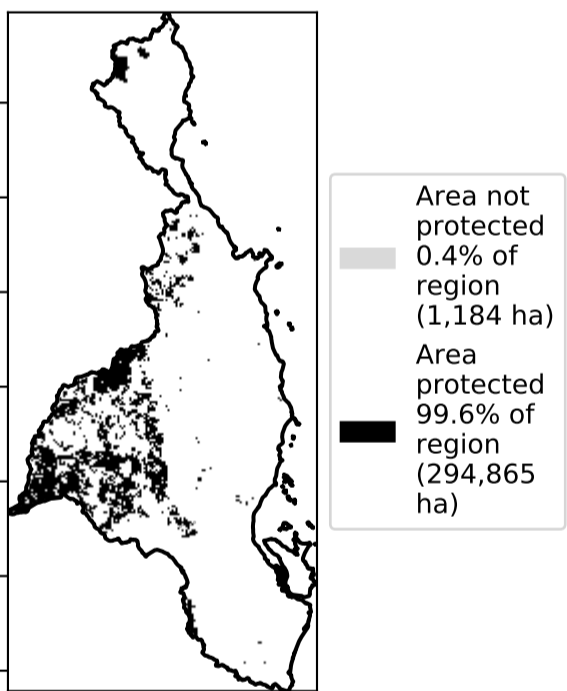 Area not
protected
0.4% of
region
(1,184 ha)
Area
protected
99.6% of
region
(294,865
ha)